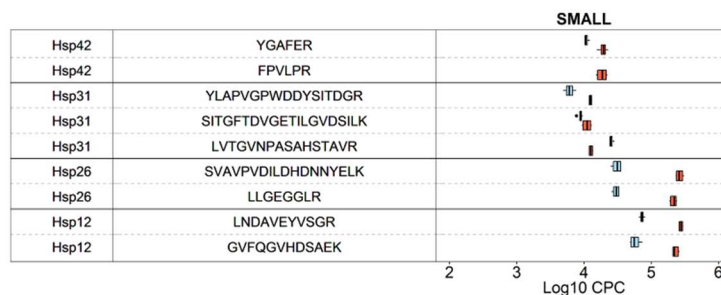 SMALL
Hsp42 YGAFER
Hsp42 FPVLPR
Hsp31 YLAPVGPWDDYSITDGR
Hsp31 SITGFTDVGETILGVDSILK
Hsp31 LVTGVNPASAHSTAVR
Hsp26 SVAVPVDILDHDNNYELK
Hsp26 LLGEGGLR
Hsp12 LNDAVEYVSGR
Hsp12 GVFQGVHDSAEK
2 3 4 5 6
Log10 CPC